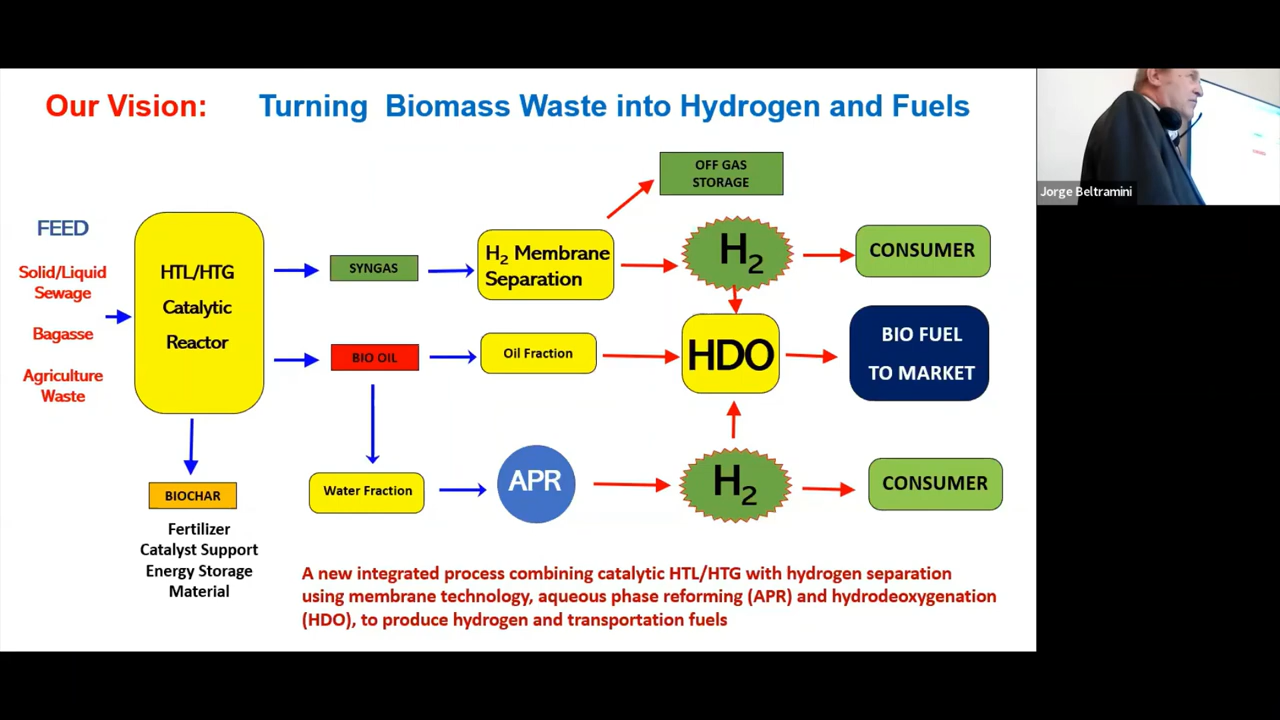 Our Vision: Turning Biomass Waste into Hydrogen and Fuels
Jorge Beltramini
OFF GAS
STORAGE
FEED
Solid/Liquid
Sewage
Bagasse
Agriculture
Waste
HTL/HTG
Catalytic
Reactor
SYNGAS
H₂ Membrane
Separation
H₂
CONSUMER
BIO OIL
Oil Fraction
HDO
BIO FUEL
TO MARKET
BIOCHAR
Fertilizer
Catalyst Support
Energy Storage
Material
Water Fraction
APR
H₂
CONSUMER
A new integrated process combining catalytic HTL/HTG with hydrogen separation
using membrane technology, aqueous phase reforming (APR) and hydrodeoxygenation
(HDO), to produce hydrogen and transportation fuels